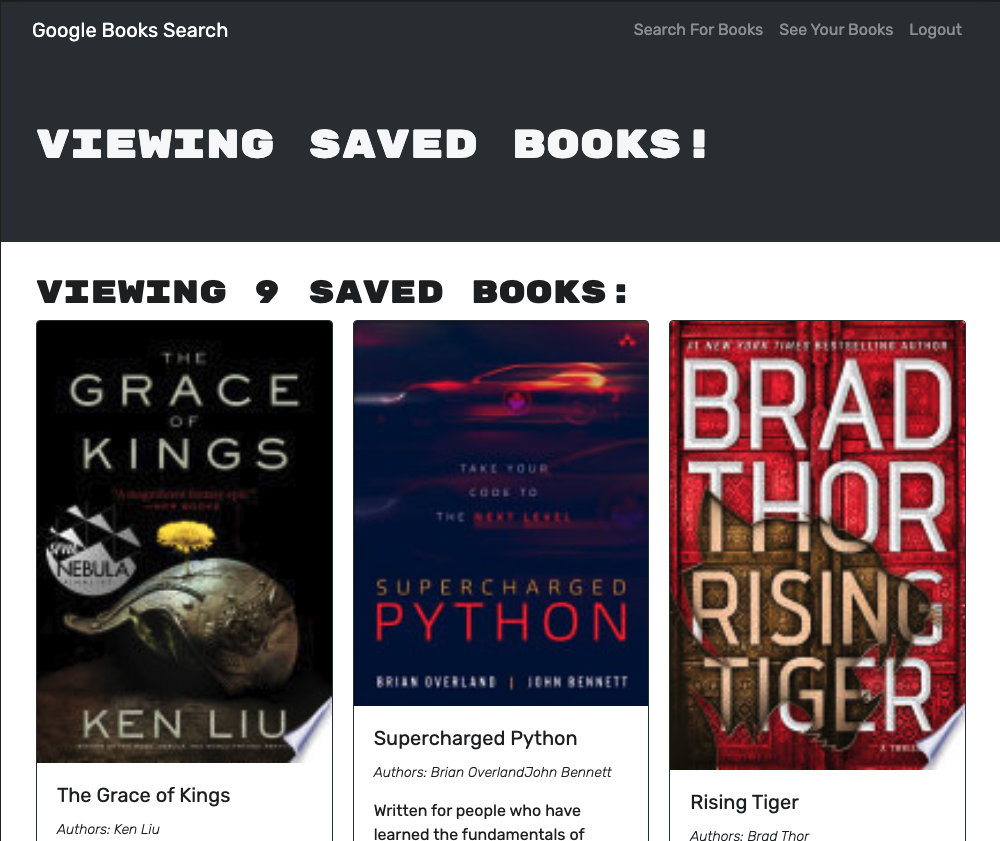 Google Books Search
Search For Books See Your Books Logout
VIEWING SAVED BOOKS!
VIEWING 9 SAVED BOOKS:
THE
GRACE
OF
KINGS
"A magnificent fantasy epic."
NEBULA
KEN LIU
The Grace of Kings
Authors: Ken Liu
TAKE YOUR
CODE TO
THE NEXT LEVEL
SUPERCHARGED
PYTHON
BRIAN OVERLAND | JOHN BENNETT
Supercharged Python
Authors: Brian OverlandJohn Bennett
Written for people who have
learned the fundamentals of
#1 NEW YORK TIMES BESTSELLING AUTHOR
BRAD
THOR
RISING
TIGER
Rising Tiger
Authors: Brad Thor